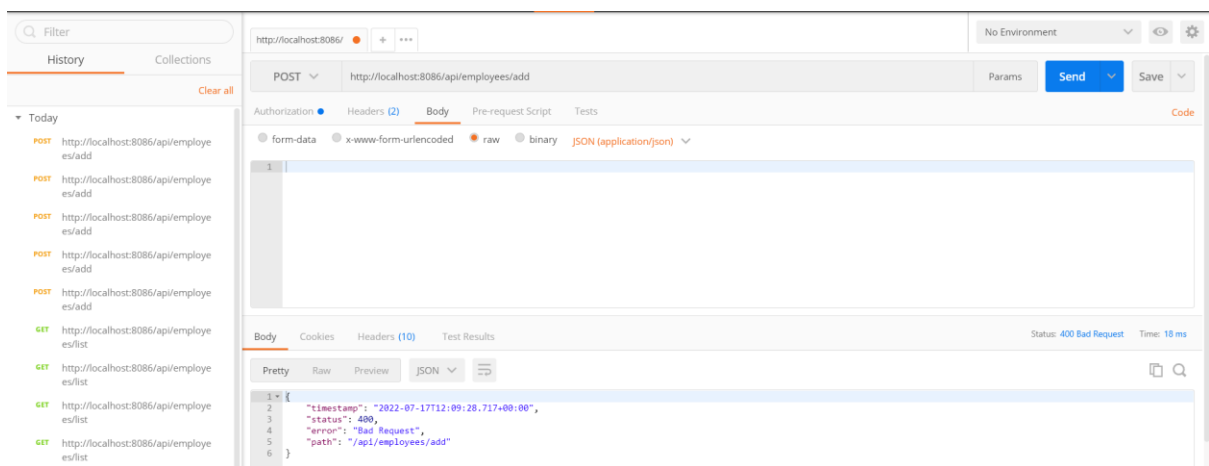 Filter
History Collections
Clear all
Today
POST http://localhost:8086/api/employe
es/add
POST http://localhost:8086/api/employe
es/add
POST http://localhost:8086/api/employe
es/add
POST http://localhost:8086/api/employe
es/add
POST http://localhost:8086/api/employe
es/add
GET http://localhost:8086/api/employe
es/list
GET http://localhost:8086/api/employe
es/list
GET http://localhost:8086/api/employe
es/list
GET http://localhost:8086/api/employe
es/list
http://localhost:8086/ + •••
No Environment
POST http://localhost:8086/api/employees/add Params Send Save
Authorization Headers (2) Body Pre-request Script Tests Code
form-data x-www-form-urlencoded raw binary JSON (application/json)
1
Body Cookies Headers (10) Test Results Status: 400 Bad Request Time: 18 ms
Pretty Raw Preview JSON
1 {
2 "timestamp": "2022-07-17T12:09:28.717+00:00",
3 "status": 400,
4 "error": "Bad Request",
5 "path": "/api/employees/add"
6 }